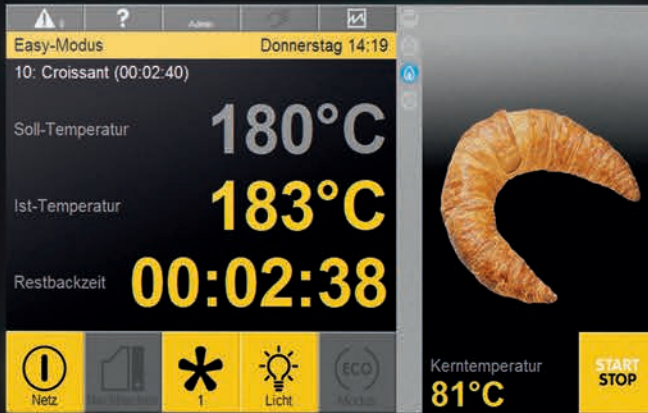 ?
Admin
Easy-Modus Donnerstag 14:19
10: Croissant (00:02:40)
Soll-Temperatur 180°C
Ist-Temperatur 183°C
Restbackzeit 00:02:38
Netz
1
Licht
ECO
Modus
Kerntemperatur
81°C
START
STOP